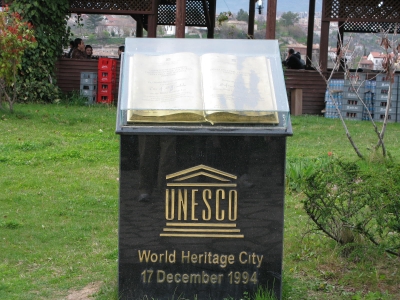 UNESCO
World Heritage City
17 December 1994